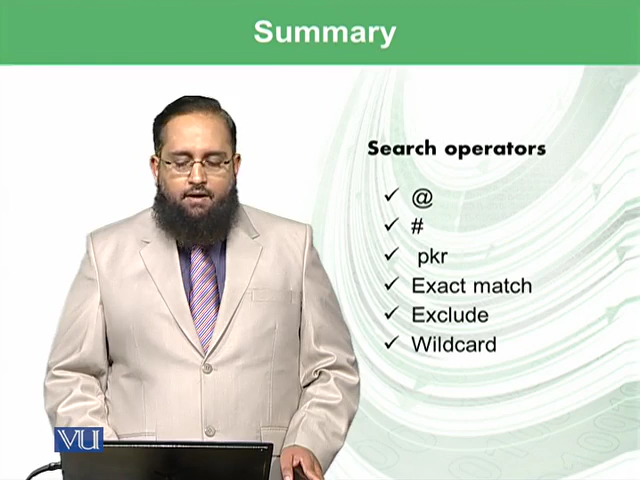 Summary
Search operators
✓ @
✓ #
✓ pkr
✓ Exact match
✓ Exclude
✓ Wildcard
VU